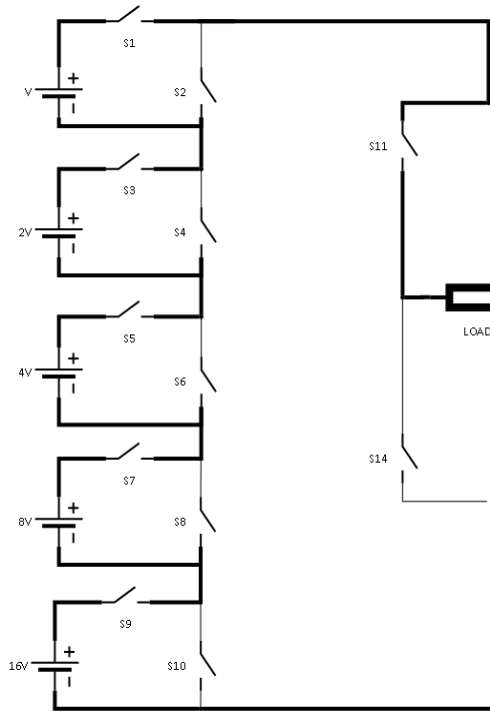 S1
+
V
S2
S11
S3
+
2V
S4
LOAD
S5
+
4V
S6
S14
S7
+
8V
S8
S9
+
16V
S10